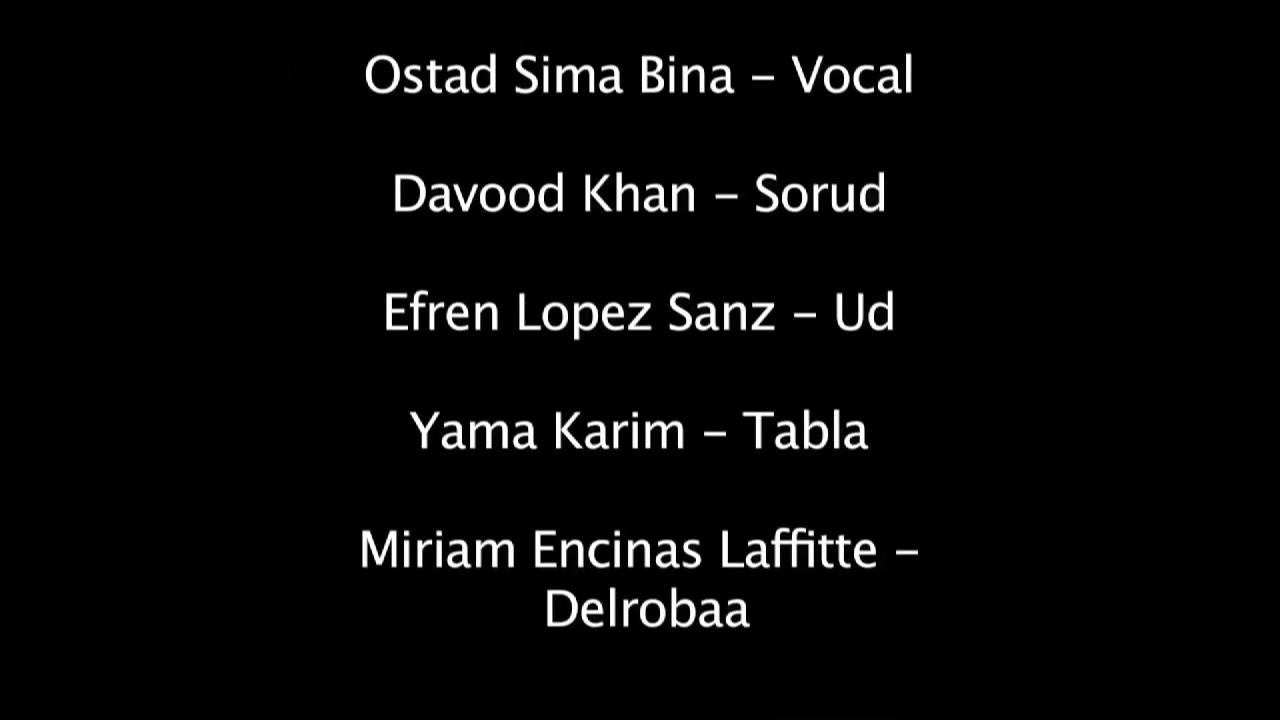 Ostad Sima Bina – Vocal
Davood Khan – Sorud
Efren Lopez Sanz – Ud
Yama Karim – Tabla
Miriam Encinas Laffitte –
Delrobaa